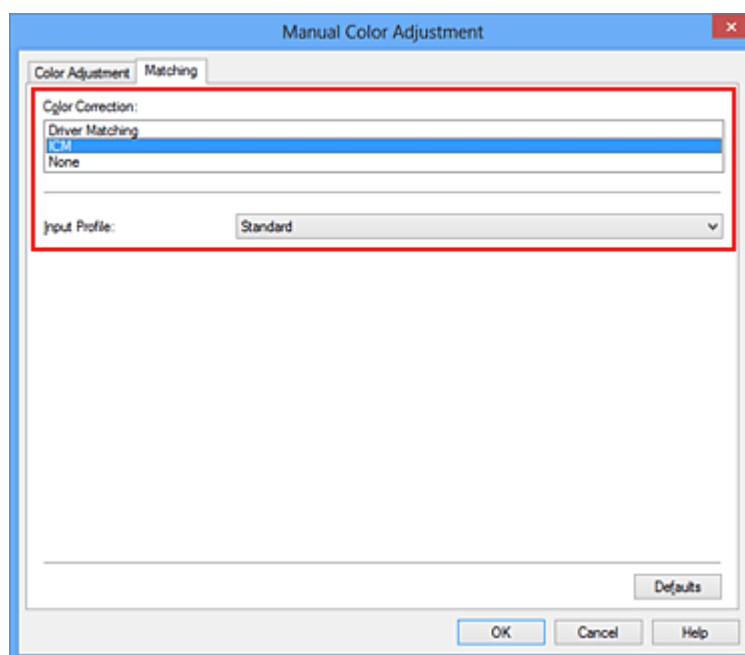 Manual Color Adjustment
Color Adjustment Matching
Color Correction:
Driver Matching
ICM
None
Input Profile: Standard
Defaults
OK Cancel Help